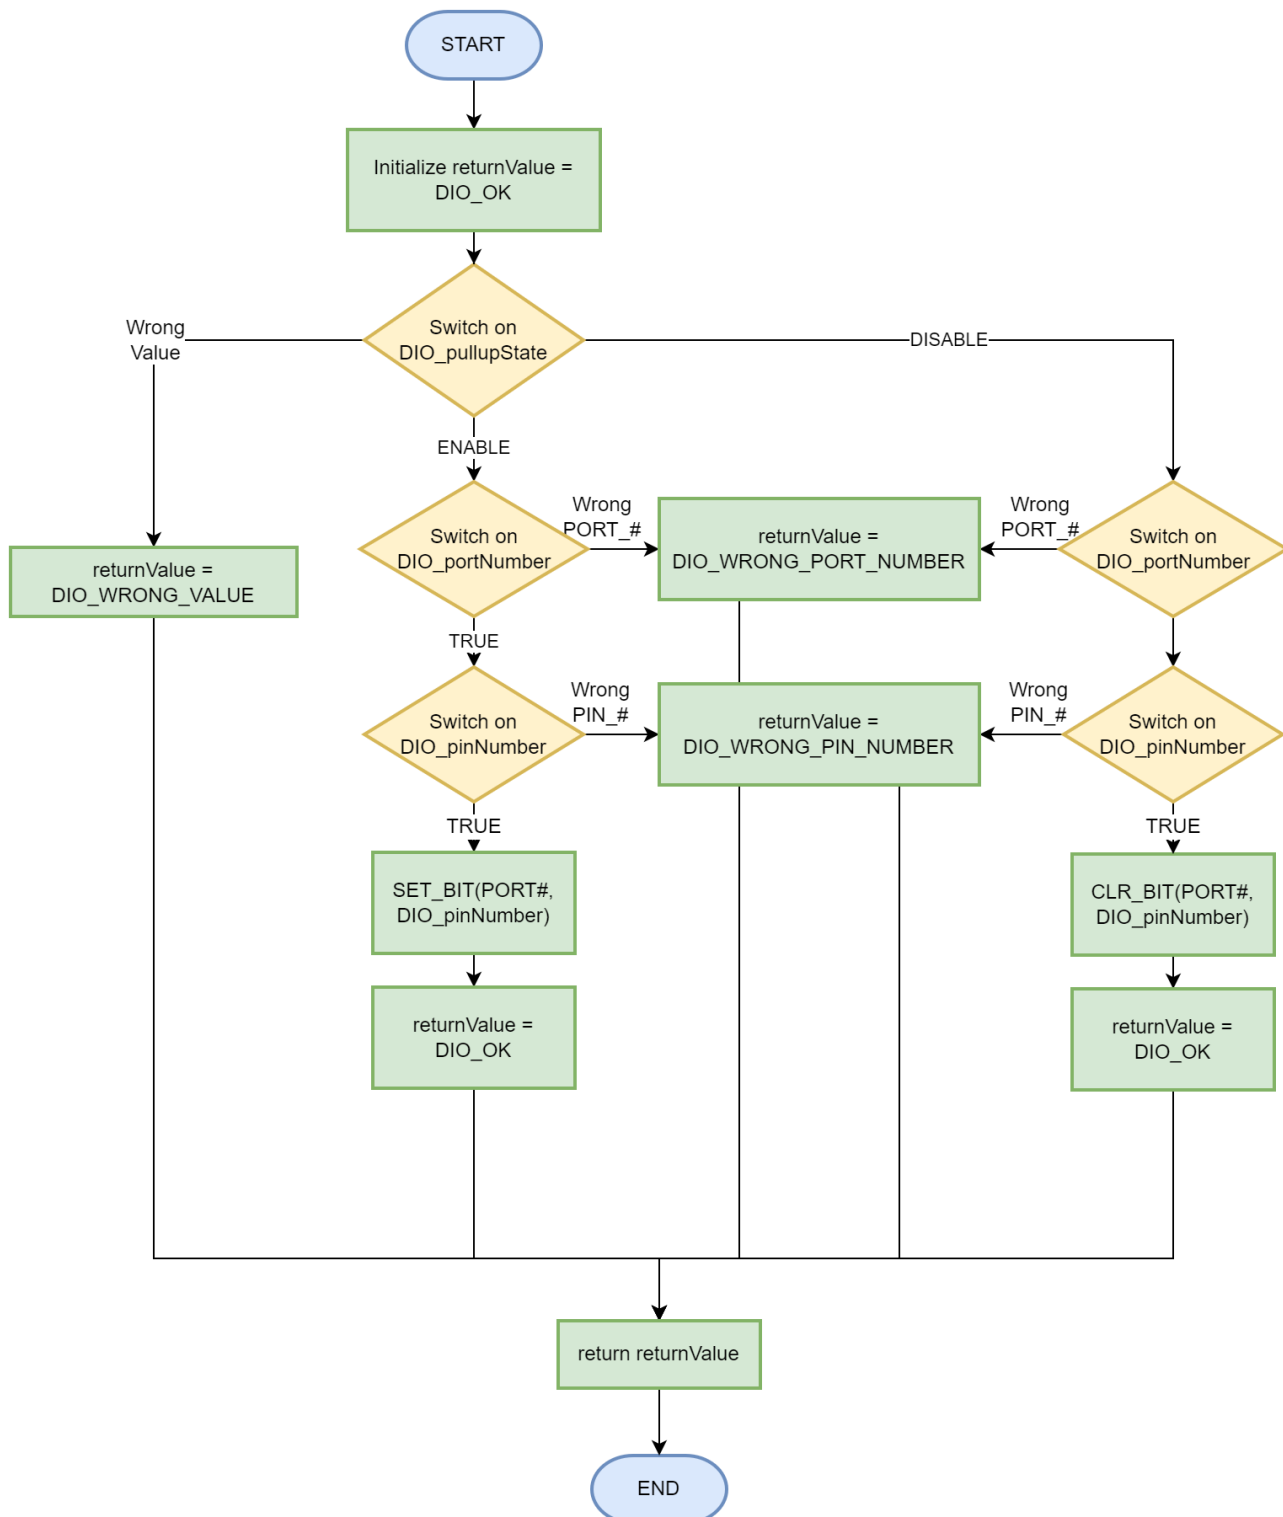 START
Initialize returnValue =
DIO_OK
Switch on
DIO_pullupState
Wrong
Value
DISABLE
ENABLE
Switch on
DIO_portNumber
Wrong
PORT_#
returnValue =
DIO_WRONG_PORT_NUMBER
Wrong
PORT_#
Switch on
DIO_portNumber
returnValue =
DIO_WRONG_VALUE
TRUE
Switch on
DIO_pinNumber
Wrong
PIN_#
returnValue =
DIO_WRONG_PIN_NUMBER
Wrong
PIN_#
Switch on
DIO_pinNumber
TRUE
TRUE
SET_BIT(PORT#,
DIO_pinNumber)
CLR_BIT(PORT#,
DIO_pinNumber)
returnValue =
DIO_OK
returnValue =
DIO_OK
return returnValue
END